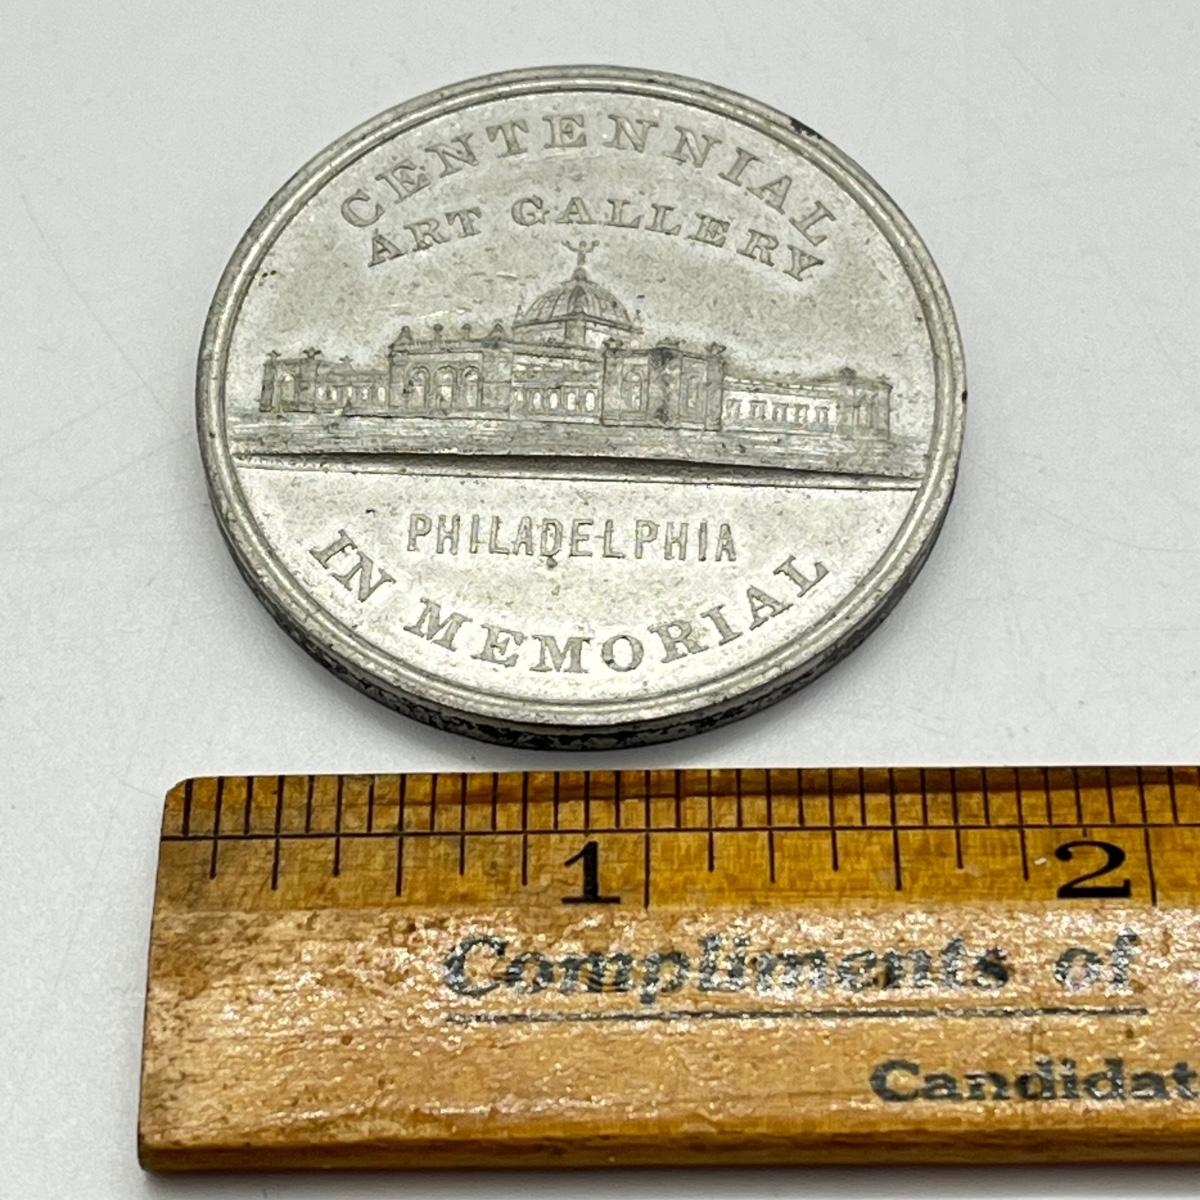 CENTENNIAL
ART GALLERY
PHILADELPHIA
IN MEMORIAL
1 2
Compliments of
Candidat